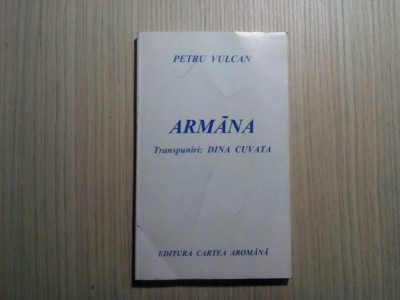 PETRU VULCAN
ARMÃNA
Transpuniri: DINA CUVATA
EDITURA CARTEA AROMÂNĂ